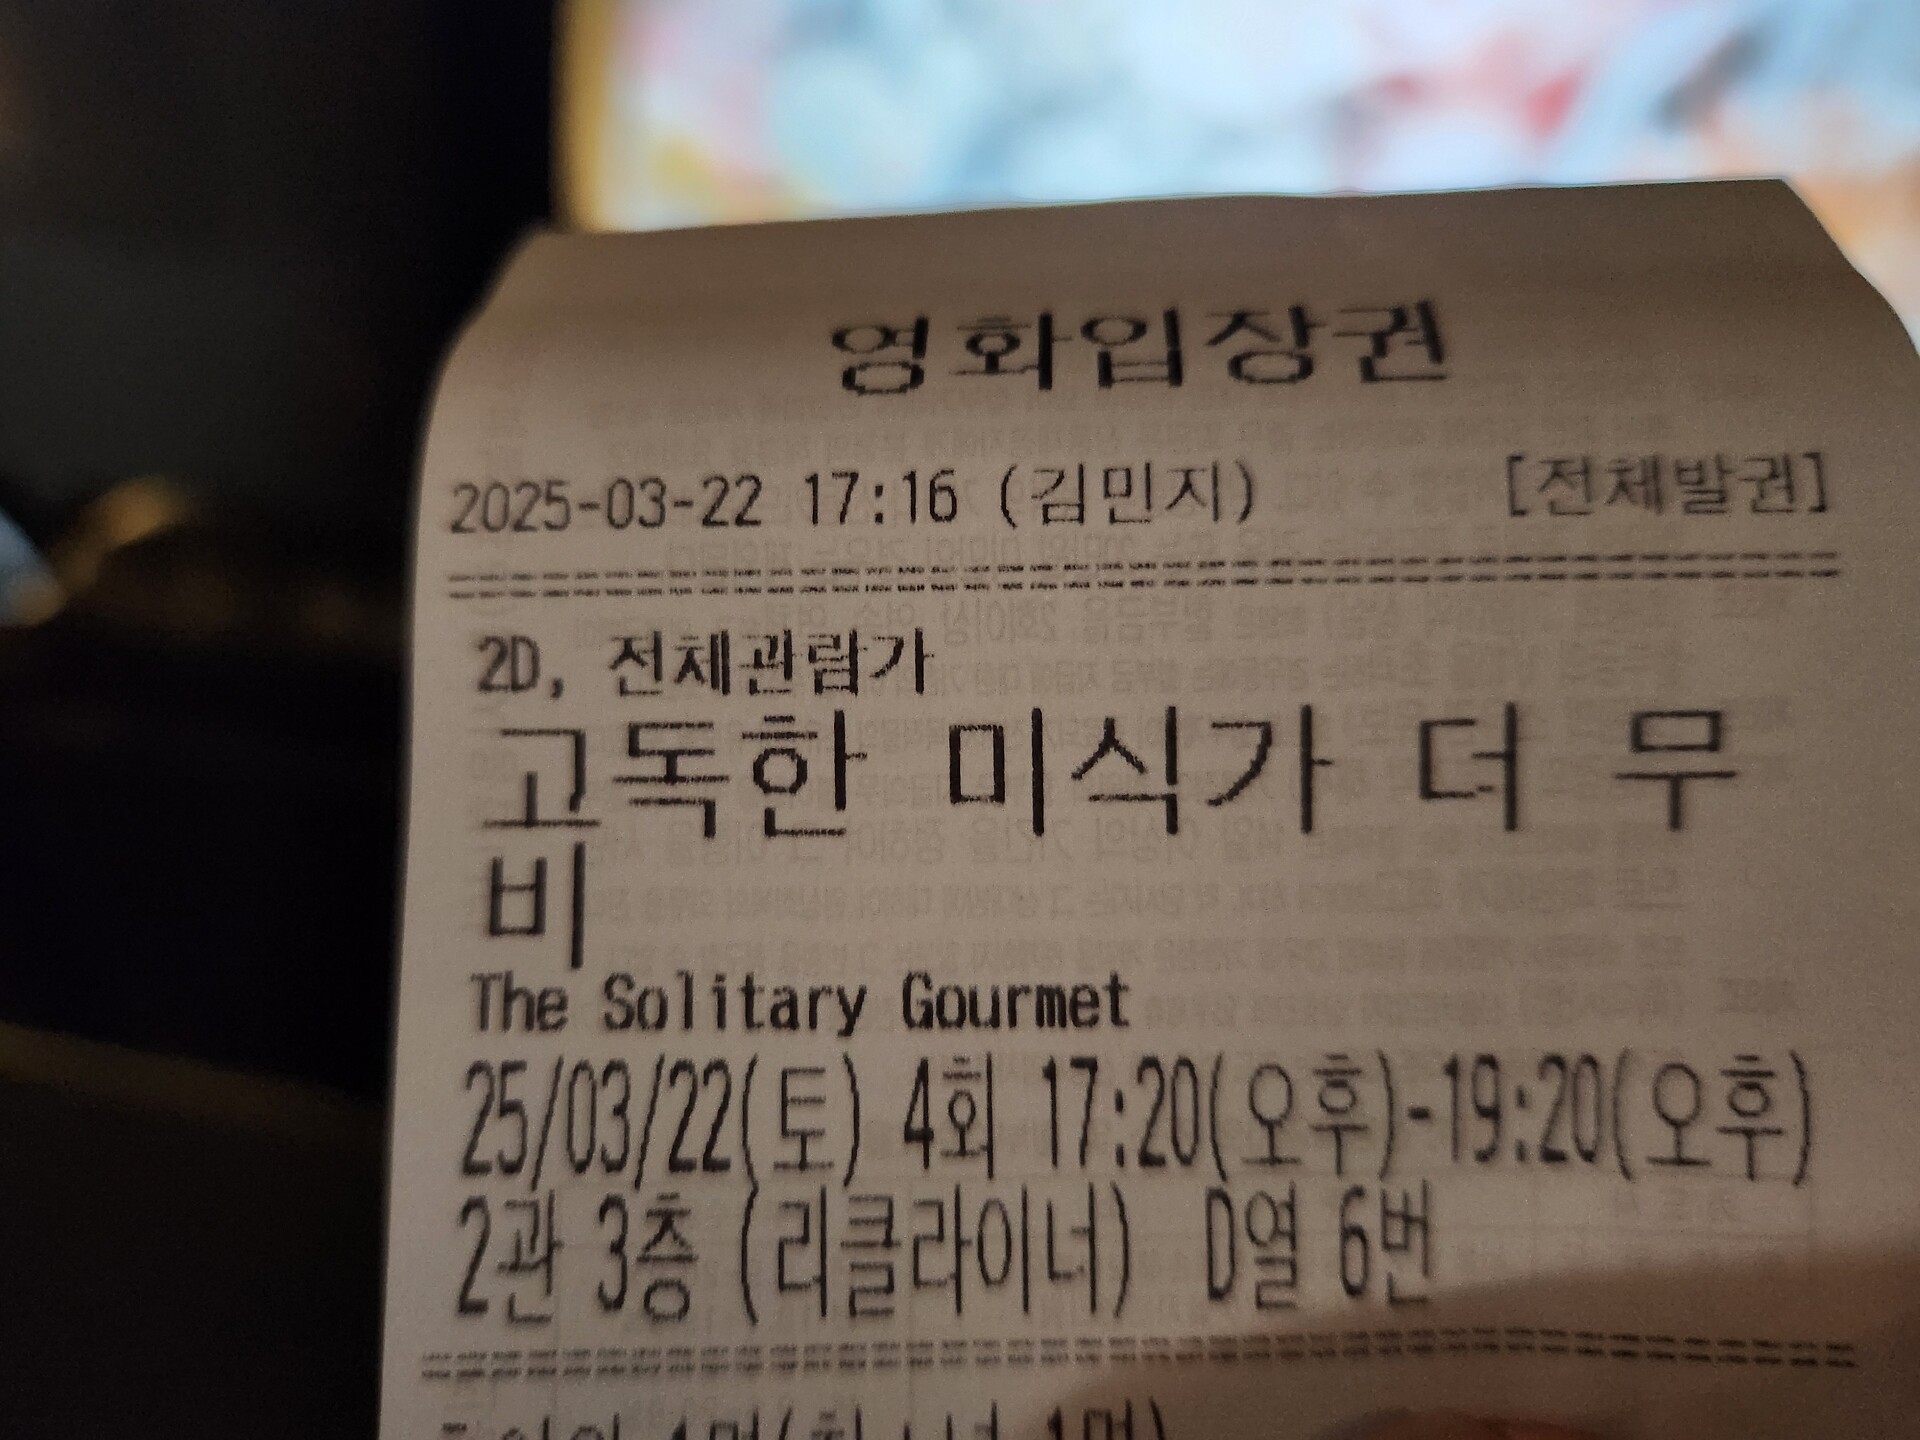 영화입장권
2025-03-22 17:16 (김민지) [전체발권]
2D, 전체관람가
고독한 미식가 더 무
비
The Solitary Gourmet
25/03/22(토) 4회 17:20(오후)-19:20(오후)
2관 3층 (리클라이너) D열 6번